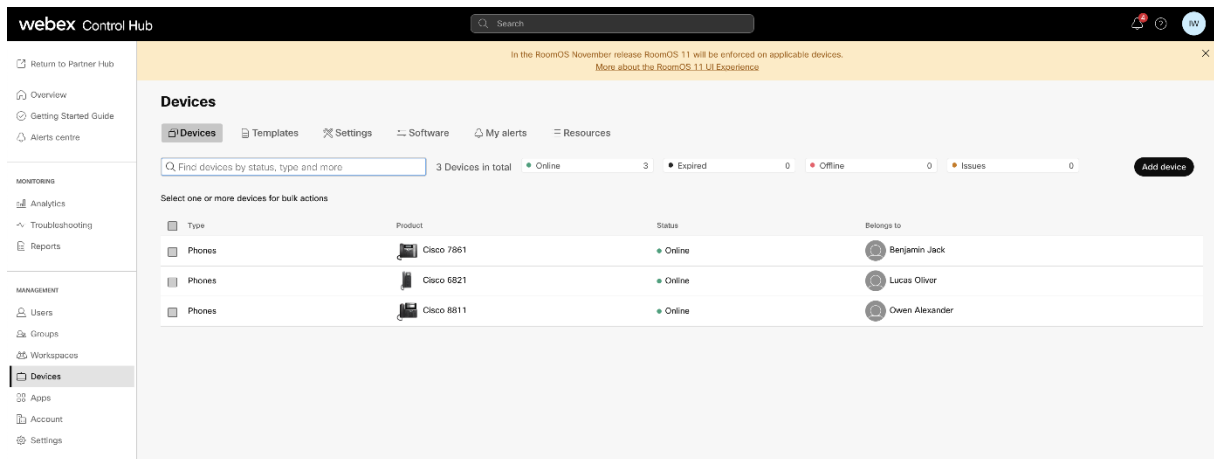 webex Control Hub
Search
4
IW
Return to Partner Hub
Overview
Getting Started Guide
Alerts centre
MONITORING
Analytics
Troubleshooting
Reports
MANAGEMENT
Users
Groups
Workspaces
Devices
Apps
Account
Settings
In the RoomOS November release RoomOS 11 will be enforced on applicable devices.
More about the RoomOS 11 UI Experience
Devices
Devices Templates Settings Software My alerts Resources
Find devices by status, type and more 3 Devices in total Online 3 Expired 0 Offline 0 Issues 0 Add device
Select one or more devices for bulk actions
Type Product Status Belongs to
Phones Cisco 7861 Online Benjamin Jack
Phones Cisco 6821 Online Lucas Oliver
Phones Cisco 8811 Online Owen Alexander